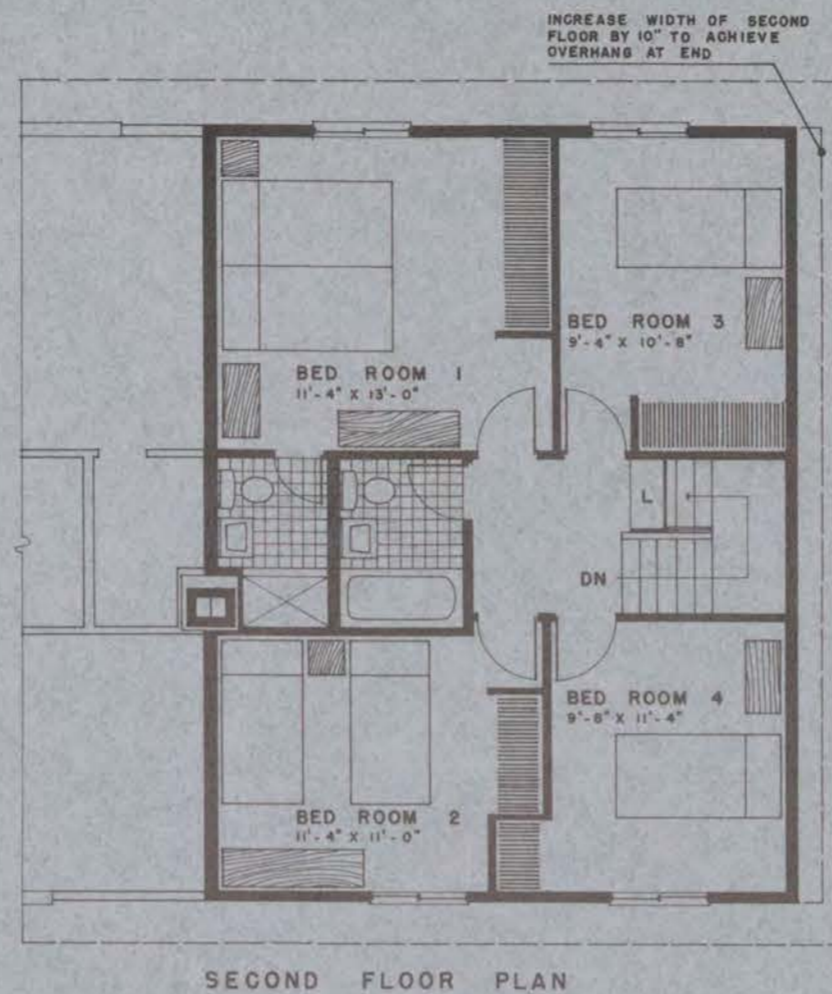 INCREASE WIDTH OF SECOND
FLOOR BY 10" TO ACHIEVE
OVERHANG AT END
BED ROOM 3
9'-4" X 10'-8"
BED ROOM 1
11'-4" X 13'-0"
L
DN
BED ROOM 4
9'-8" X 11'-4"
BED ROOM 2
11'-4" X 11'-0"
SECOND FLOOR PLAN